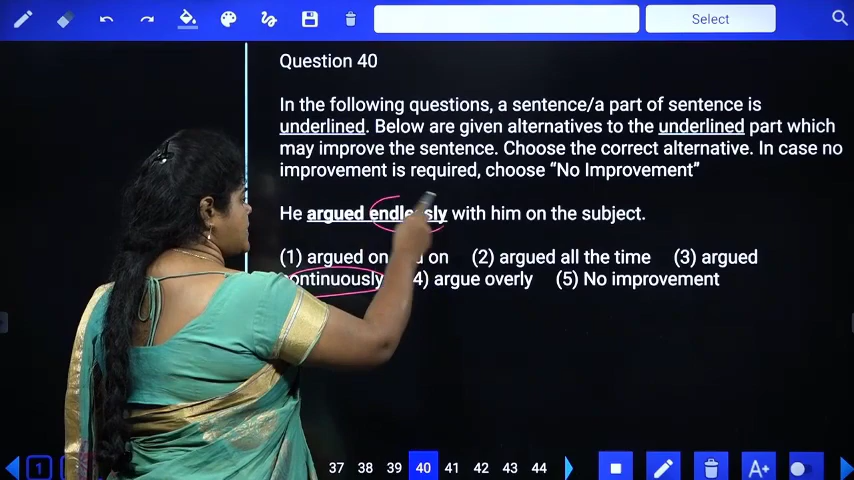 Select
Question 40
In the following questions, a sentence/a part of sentence is
underlined. Below are given alternatives to the underlined part which
may improve the sentence. Choose the correct alternative. In case no
improvement is required, choose “No Improvement”
He argued endlessly with him on the subject.
(1) argued on and on (2) argued all the time (3) argued
continuously (4) argue overly (5) No improvement
1 37 38 39 40 41 42 43 44 A+